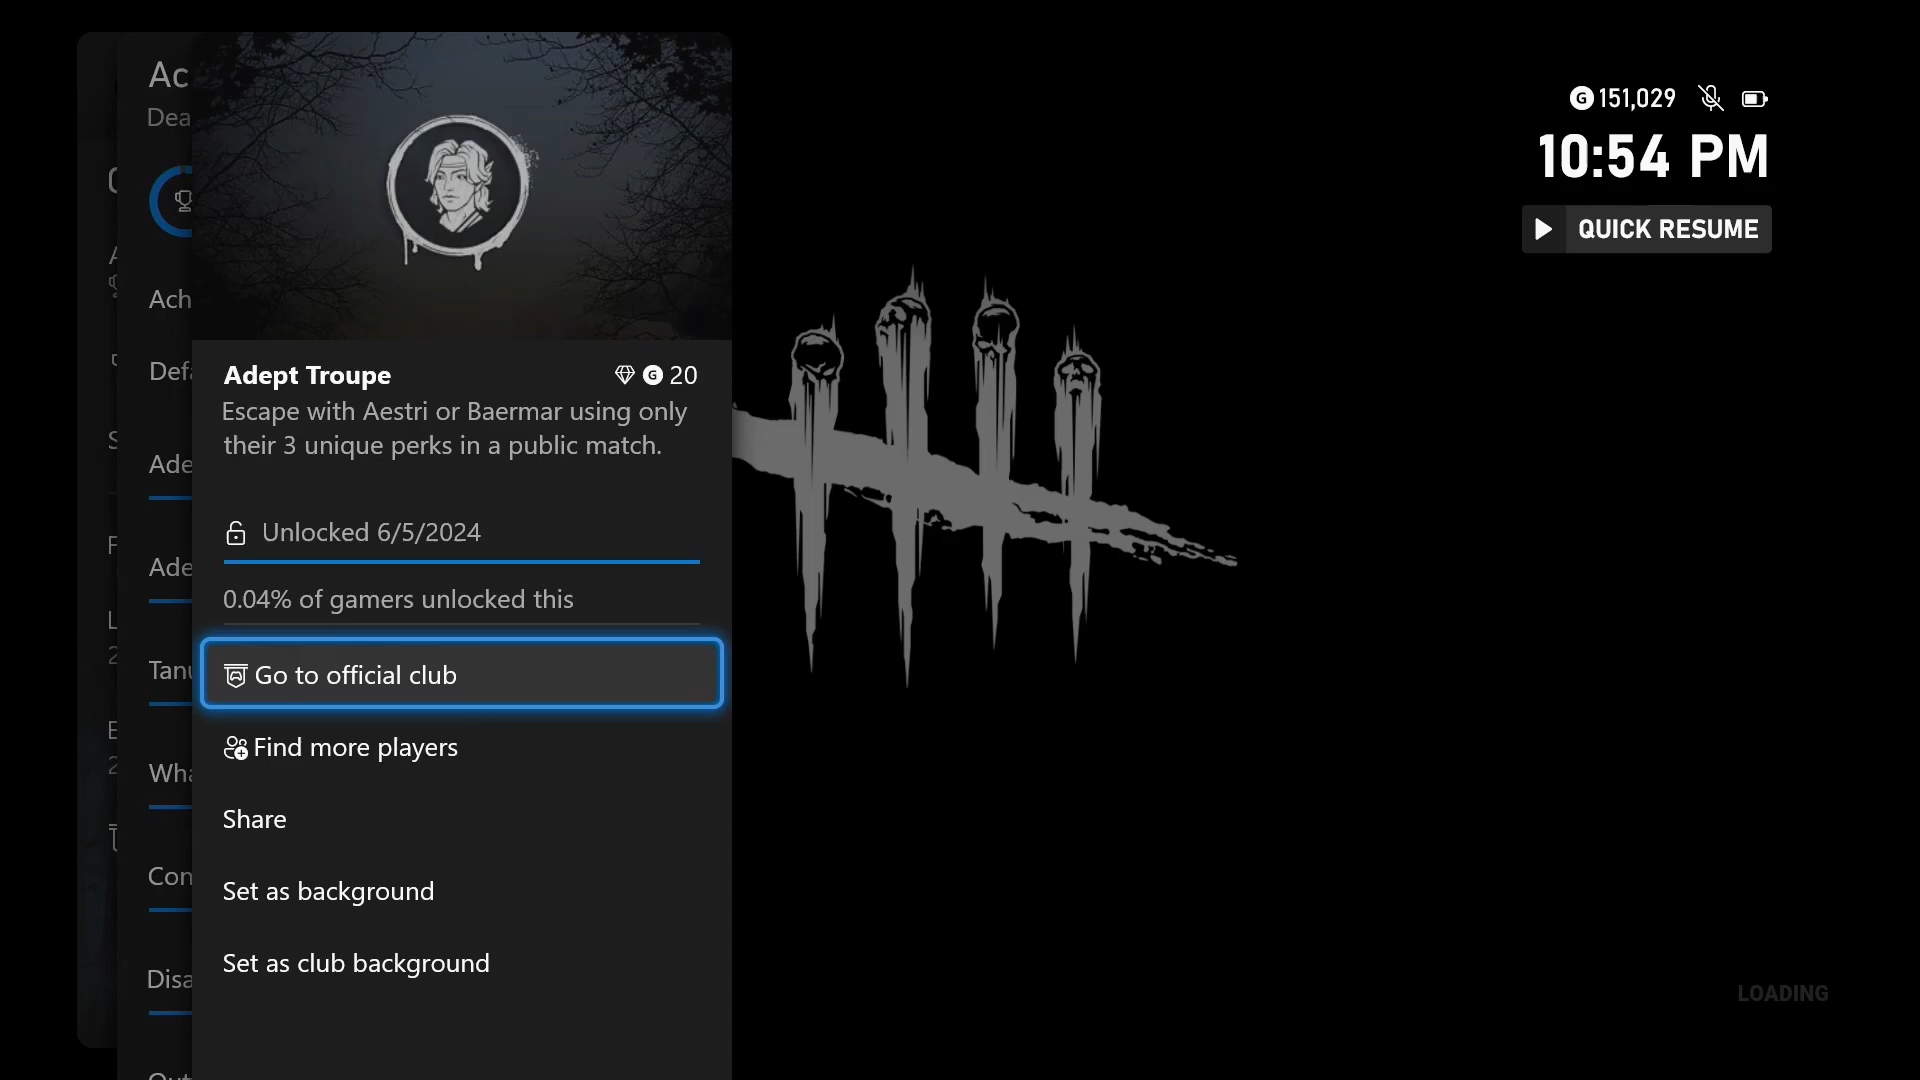 151,029
10:54 PM
QUICK RESUME
Ac
Dea
Ach
Defa
Ade
Ade
Tanu
Wha
Con
Disa
Adept Troupe
20
Escape with Aestri or Baermar using only
their 3 unique perks in a public match.
Unlocked 6/5/2024
0.04% of gamers unlocked this
Go to official club
Find more players
Share
Set as background
Set as club background
LOADING